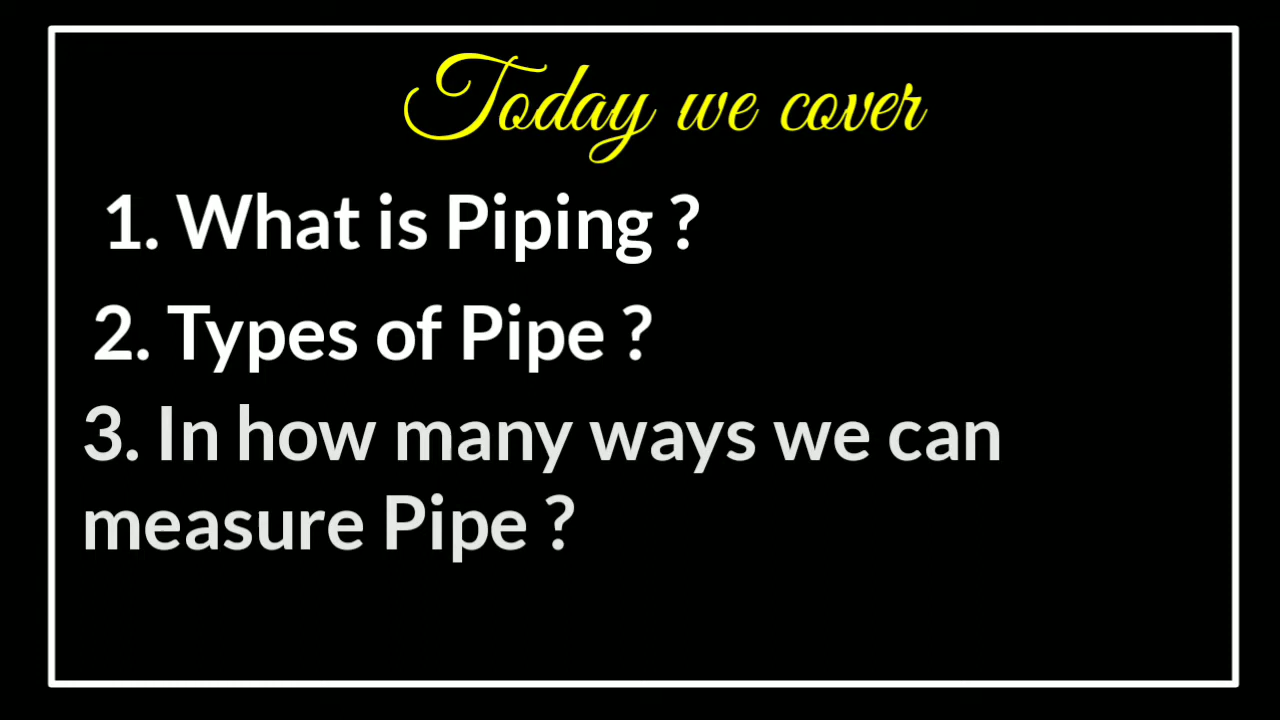 Today we cover
1. What is Piping ?
2. Types of Pipe ?
3. In how many ways we can
measure Pipe ?